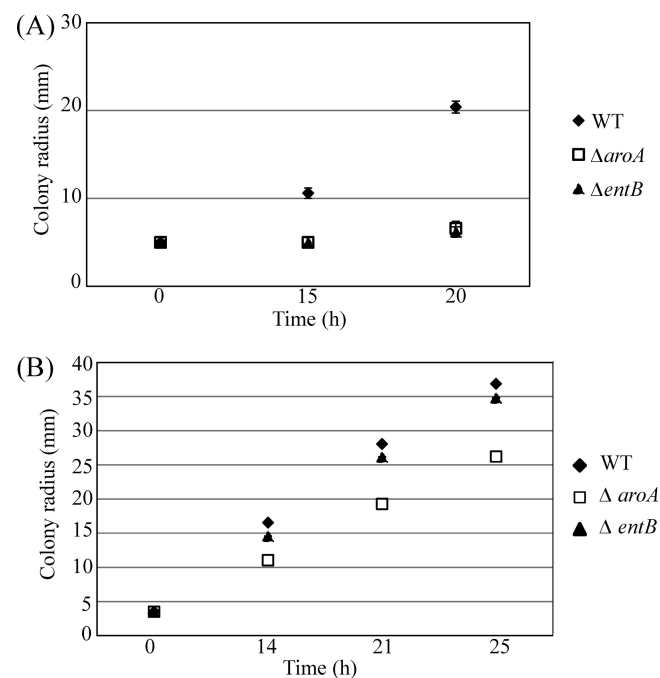 (A)
Colony radius (mm)
30
20
10
0
0 15 20
Time (h)
WT
ΔaroA
ΔentB
(B)
Colony radius (mm)
40
35
30
25
20
15
10
5
0
0 14 21 25
Time (h)
WT
Δ aroA
Δ entB